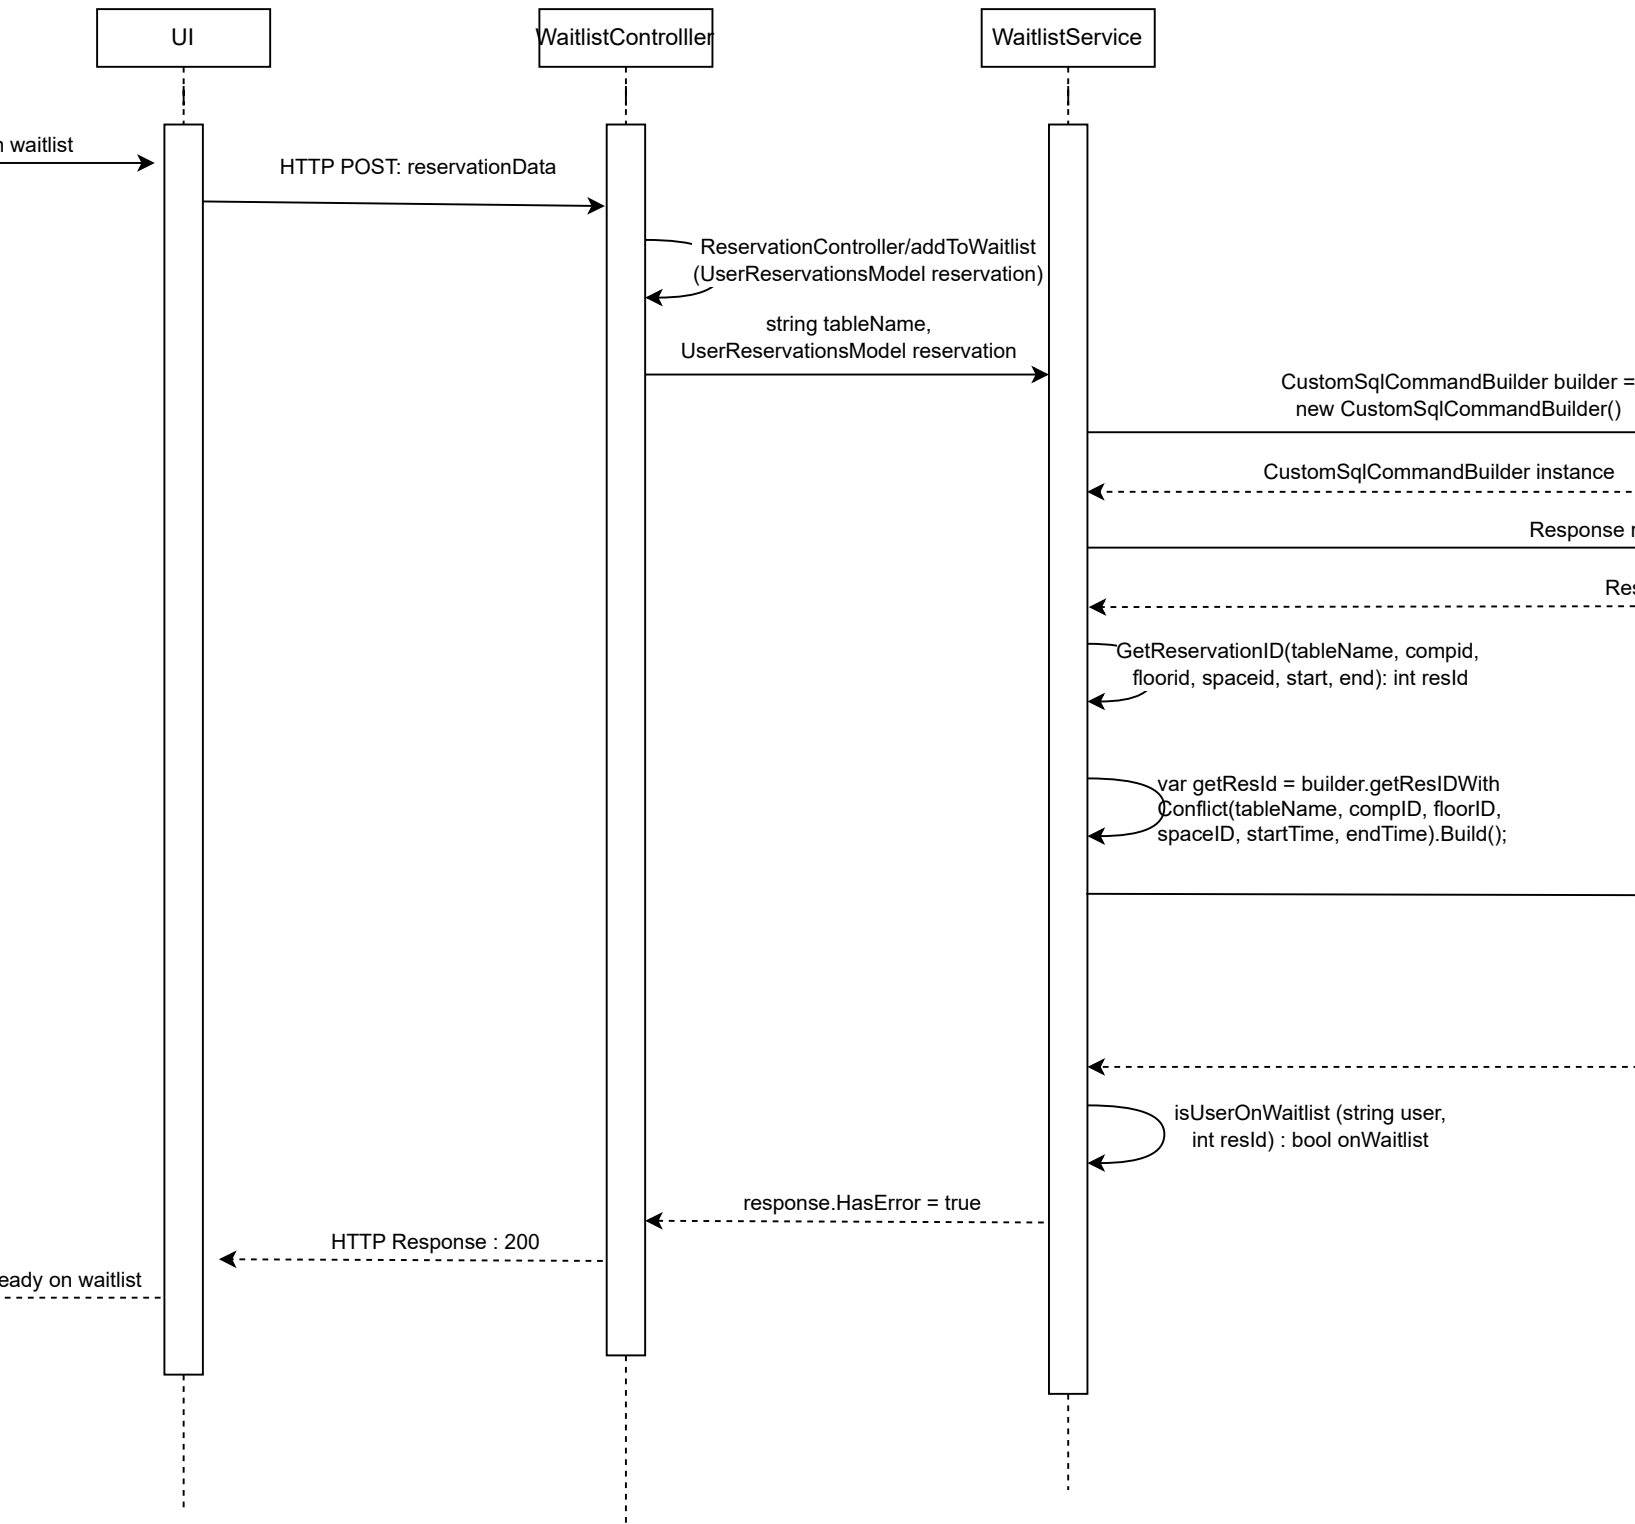 UI
WaitlistControlller
WaitlistService
waitlist
HTTP POST: reservationData
ReservationController/addToWaitlist
(UserReservationsModel reservation)
string tableName,
UserReservationsModel reservation
CustomSqlCommandBuilder builder =
new CustomSqlCommandBuilder()
CustomSqlCommandBuilder instance
Response
GetReservationID(tableName, compid,
floorid, spaceid, start, end): int resId
var getResId = builder.getResIDWith
Conflict(tableName, compID, floorID,
spaceID, startTime, endTime).Build();
isUserOnWaitlist (string user,
int resId) : bool onWaitlist
response.HasError = true
HTTP Response : 200
eady on waitlist